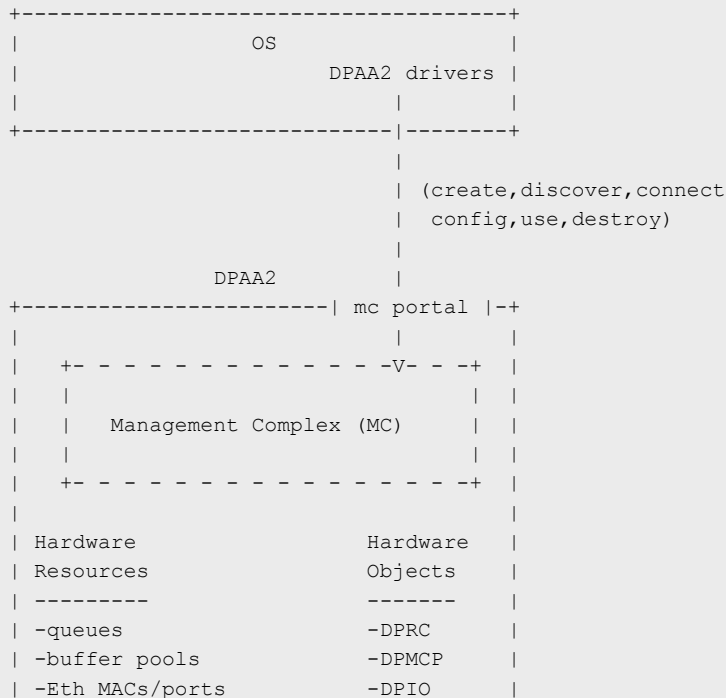 +--------------------------------------+
|                 OS                   |
|                        DPAA2 drivers |
|                             |        |
+-----------------------------|--------+
                              |
                              | (create,discover,connect
                              |  config,use,destroy)
                              |
                 DPAA2        |
+------------------------| mc portal |-+
|                             |        |
|   +- - - - - - - - - - - - -V- - -+  |
|   |                               |  |
|   |   Management Complex (MC)     |  |
|   |                               |  |
|   +- - - - - - - - - - - - - - - -+  |
|                                      |
| Hardware                  Hardware   |
| Resources                 Objects    |
| ---------                 -------    |
| -queues                   -DPRC      |
| -buffer pools             -DPMCP     |
| -Eth MACs/ports           -DPIO      |